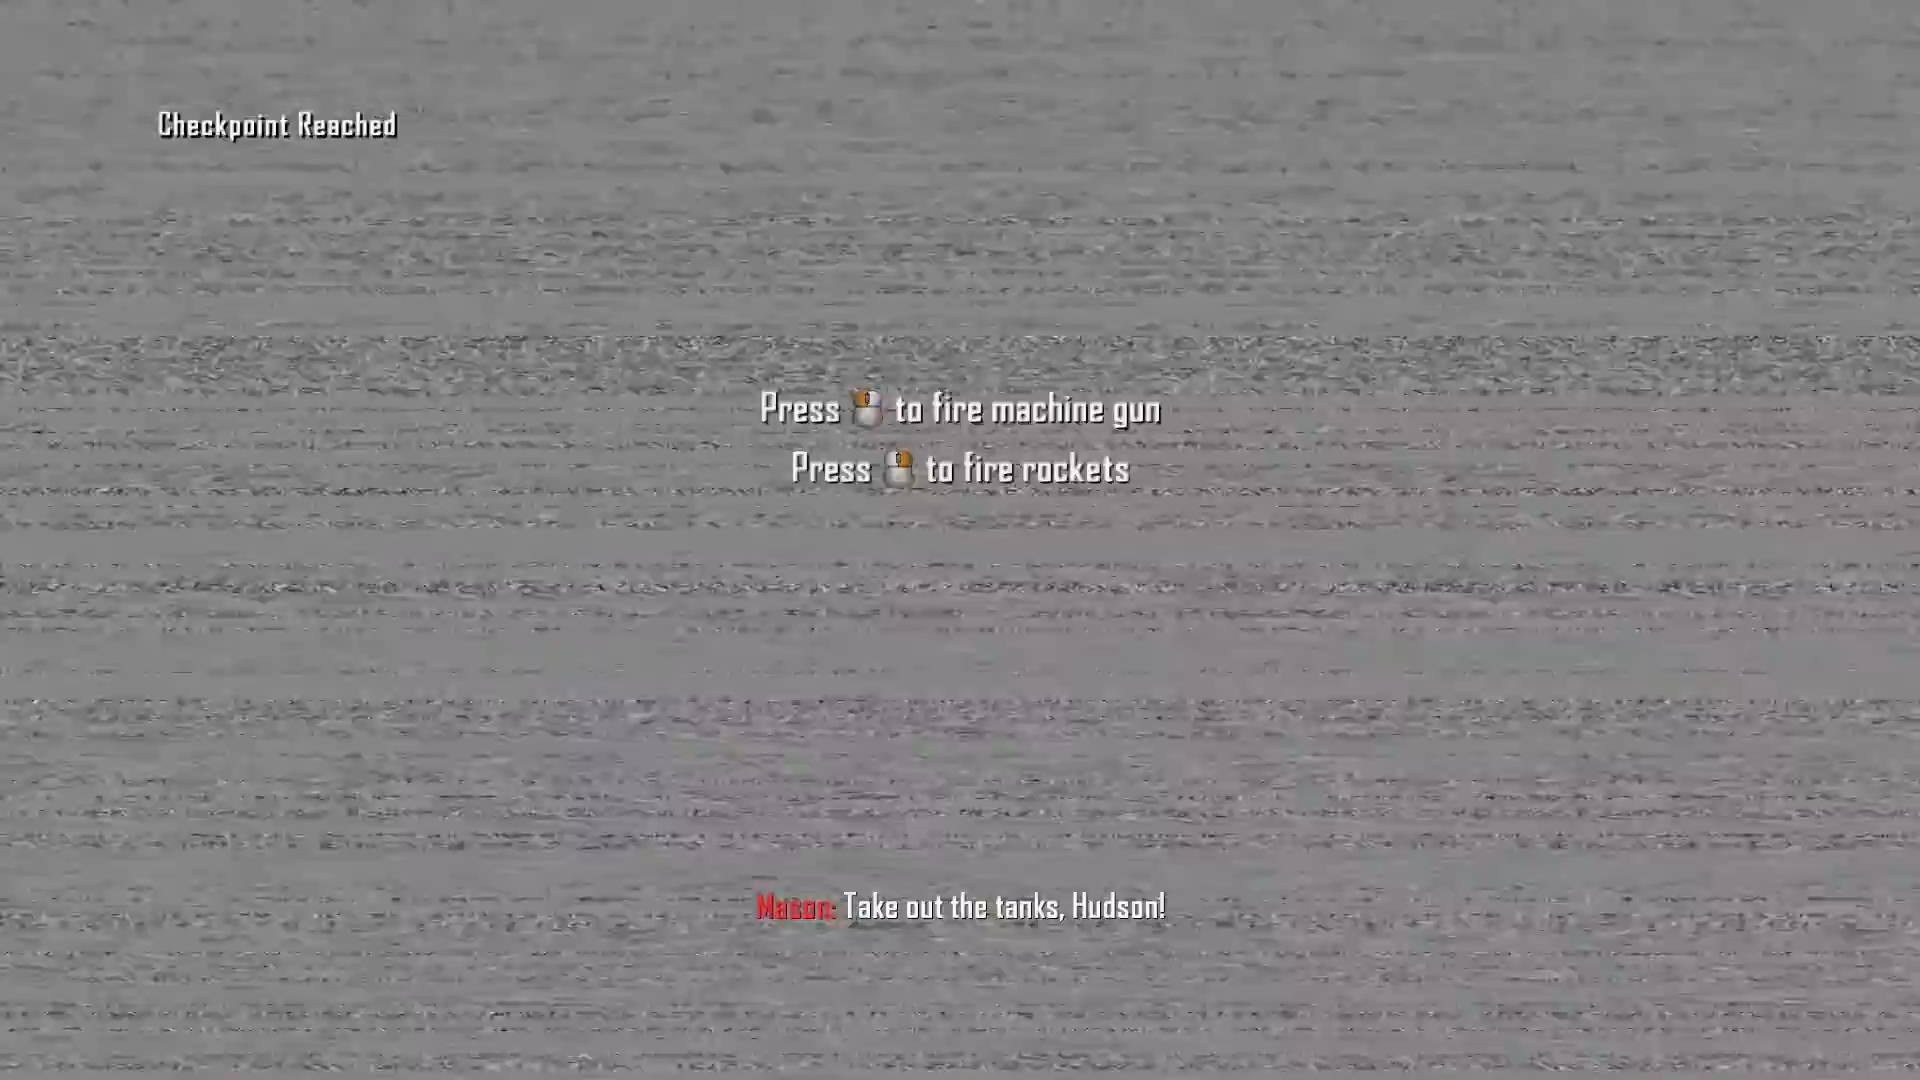 Checkpoint Reached
Press to fire machine gun
Press to fire rockets
Mason: Take out the tanks, Hudson!